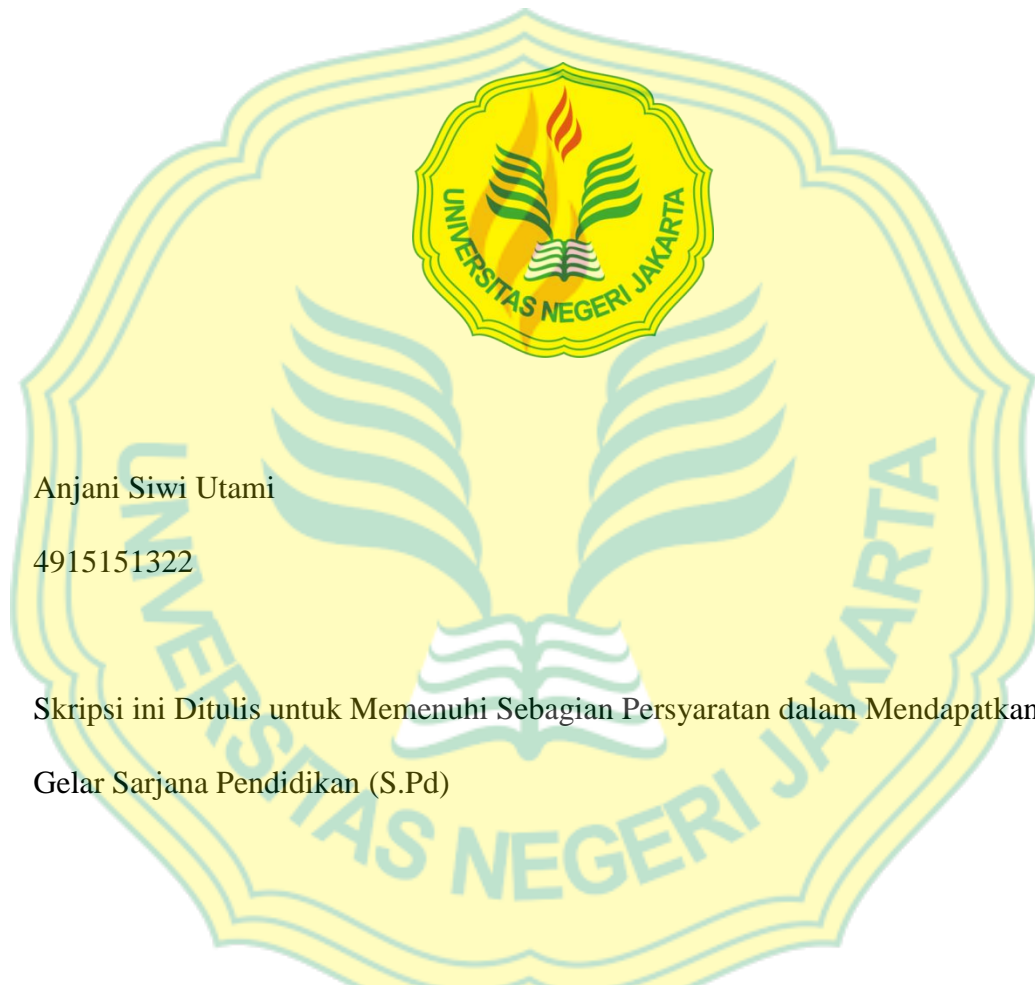 UNIVERSITAS NEGERI JAKARTA
Anjani Siwi Utami
4915151322
Skripsi ini Ditulis untuk Memenuhi Sebagian Persyaratan dalam Mendapatkan
Gelar Sarjana Pendidikan (S.Pd)
UNIVERSITAS NEGERI JAKARTA